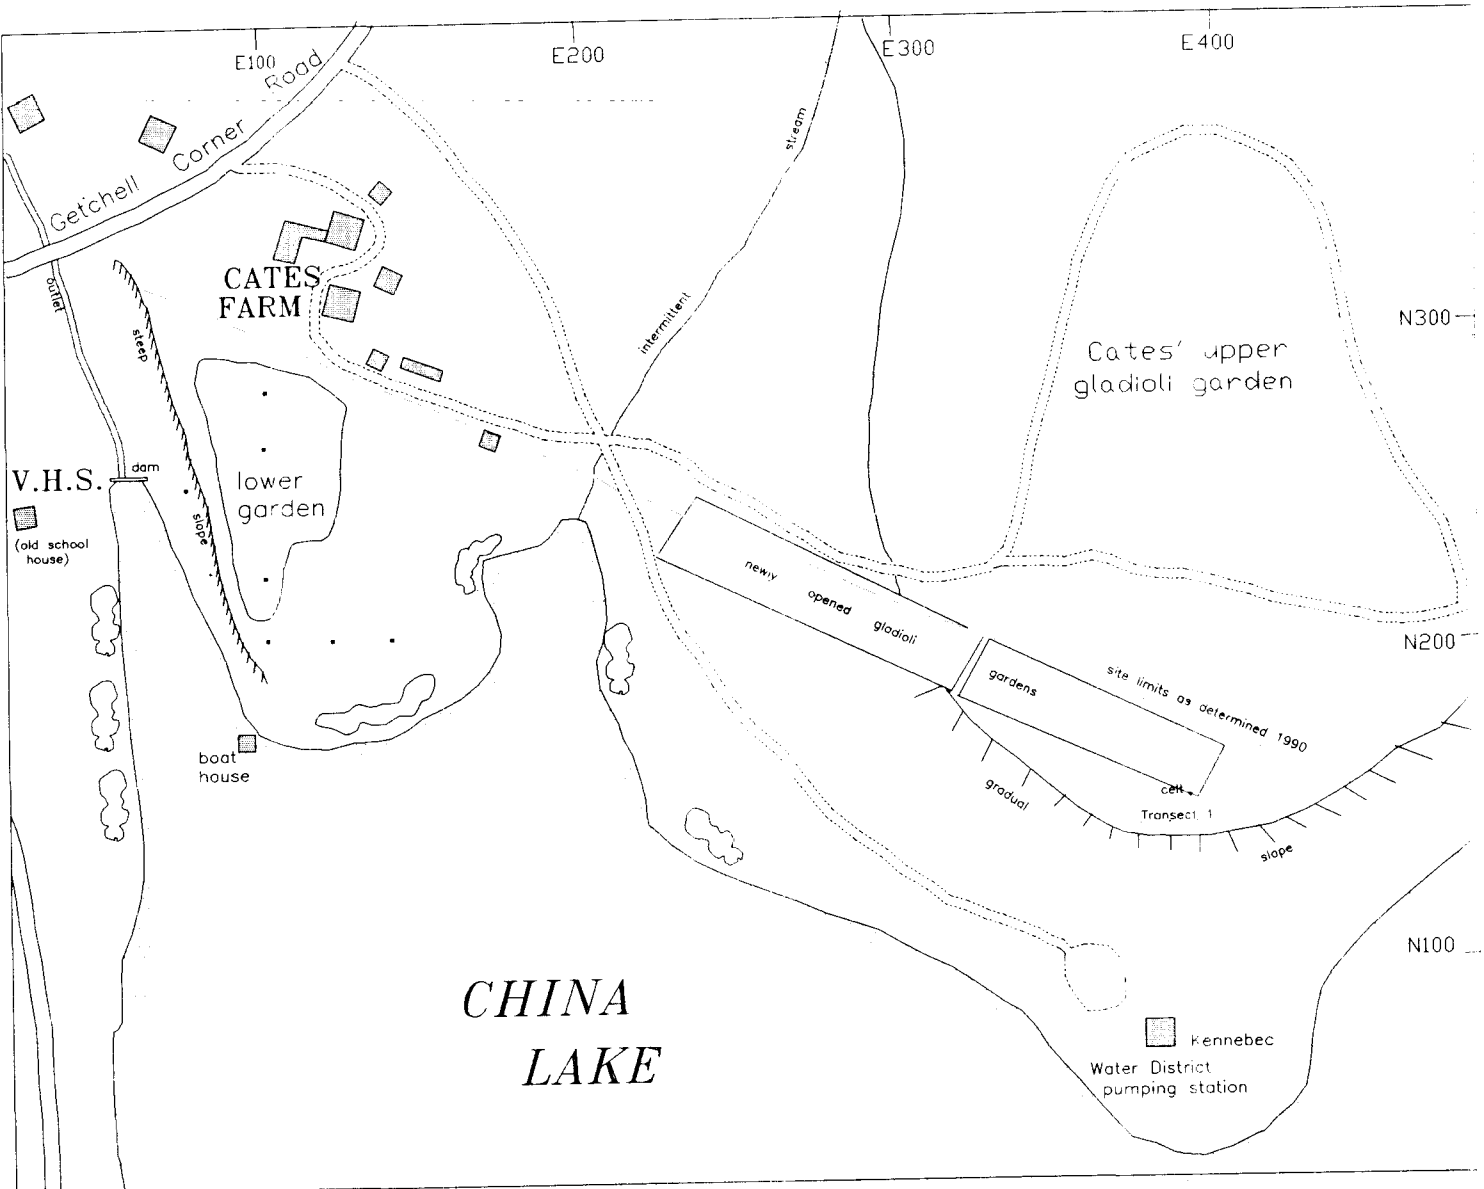 E100
E200
E300
E400
Getchell Corner Road
stream
intermittent
CATES
FARM
outlet
steep
slope
N300
Cates' upper
gladioli garden
V.H.S.
dam
lower
garden
(old school
house)
newly opened gladioli
gardens
N200
site limits as determined 1990
boat
house
gradual
celt
Transect 1
slope
N100
CHINA
LAKE
Kennebec
Water District
pumping station